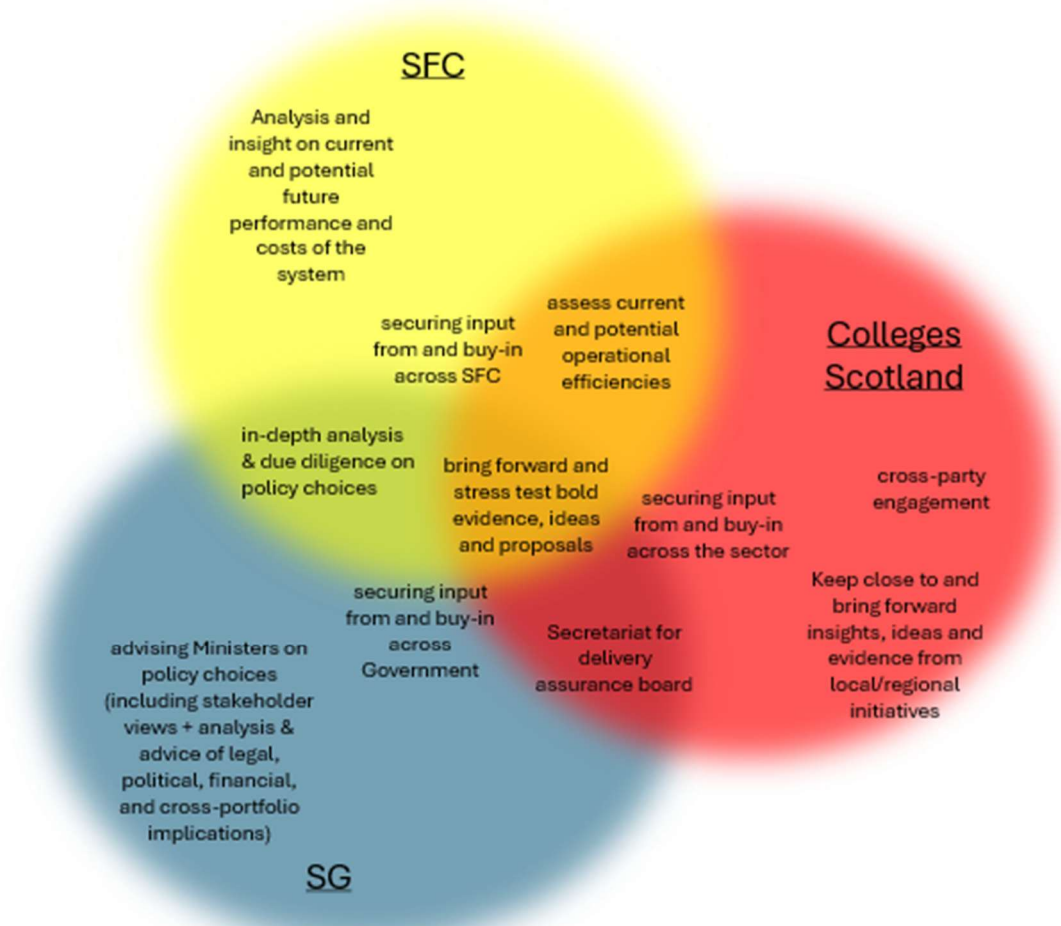 SFC
Analysis and
insight on current
and potential
future
performance and
costs of the
system
securing input
from and buy-in
across SFC
assess current
and potential
operational
efficiencies
Colleges
Scotland
in-depth analysis
& due diligence on
policy choices
bring forward and
stress test bold
evidence, ideas
and proposals
securing input
from and buy-in
across the sector
cross-party
engagement
Keep close to and
bring forward
insights, ideas and
evidence from
local/regional
initiatives
securing input
from and buy-in
across
Government
Secretariat for
delivery
assurance board
advising Ministers on
policy choices
(including stakeholder
views + analysis &
advice of legal,
political, financial,
and cross-portfolio
implications)
SG